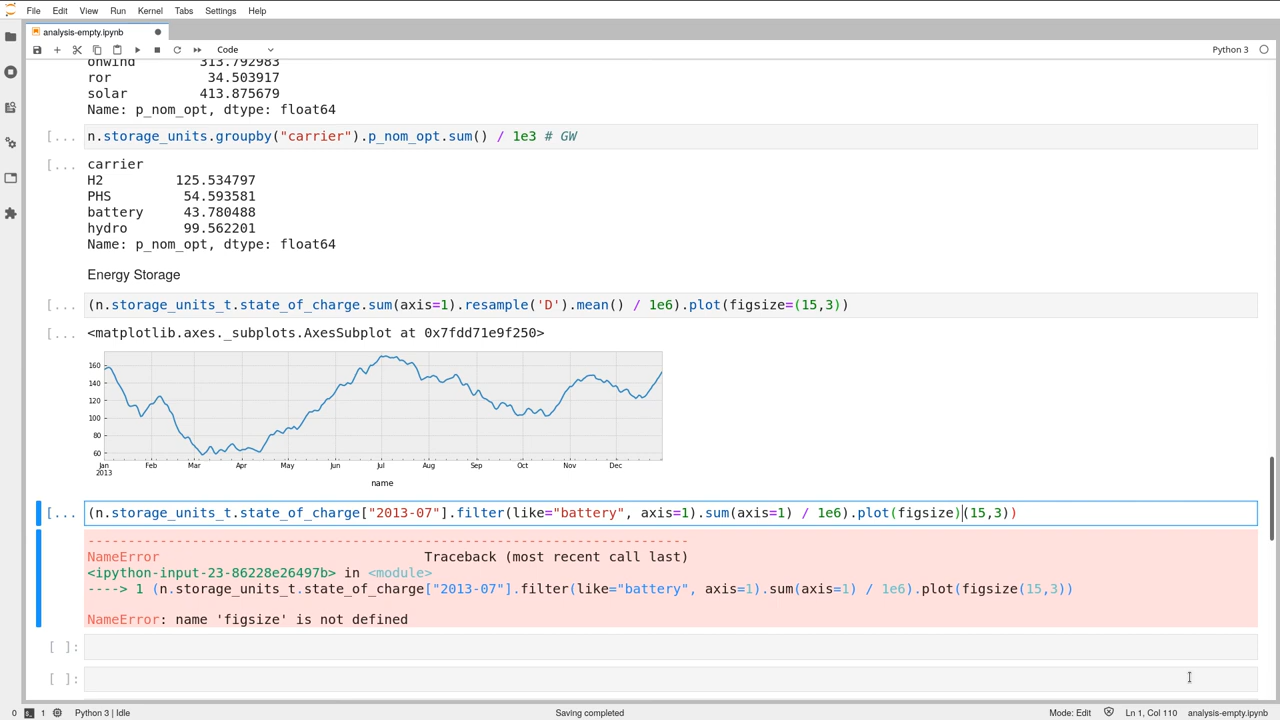 File Edit View Run Kernel Tabs Settings Help
analysis-empty.ipynb
Code
Python 3
onwind 313.792983
ror 34.503917
solar 413.875679
Name: p_nom_opt, dtype: float64
[... n.storage_units.groupby("carrier").p_nom_opt.sum() / 1e3 # GW
[... carrier
H2 125.534797
PHS 54.593581
battery 43.780488
hydro 99.562201
Name: p_nom_opt, dtype: float64
Energy Storage
[... (n.storage_units_t.state_of_charge.sum(axis=1).resample('D').mean() / 1e6).plot(figsize=(15,3))
[... <matplotlib.axes._subplots.AxesSubplot at 0x7fdd71e9f250>
160
140
120
100
80
60
Jan Feb Mar Apr May Jun Jul Aug Sep Oct Nov Dec
2013
name
[... (n.storage_units_t.state_of_charge["2013-07"].filter(like="battery", axis=1).sum(axis=1) / 1e6).plot(figsize)(15,3))
---------------------------------------------------------------------------
NameError Traceback (most recent call last)
<ipython-input-23-86228e26497b> in <module>
----> 1 (n.storage_units_t.state_of_charge["2013-07"].filter(like="battery", axis=1).sum(axis=1) / 1e6).plot(figsize(15,3))
NameError: name 'figsize' is not defined
[ ]:
[ ]:
0 1 Python 3 | Idle Saving completed Mode: Edit Ln 1, Col 110 analysis-empty.ipynb